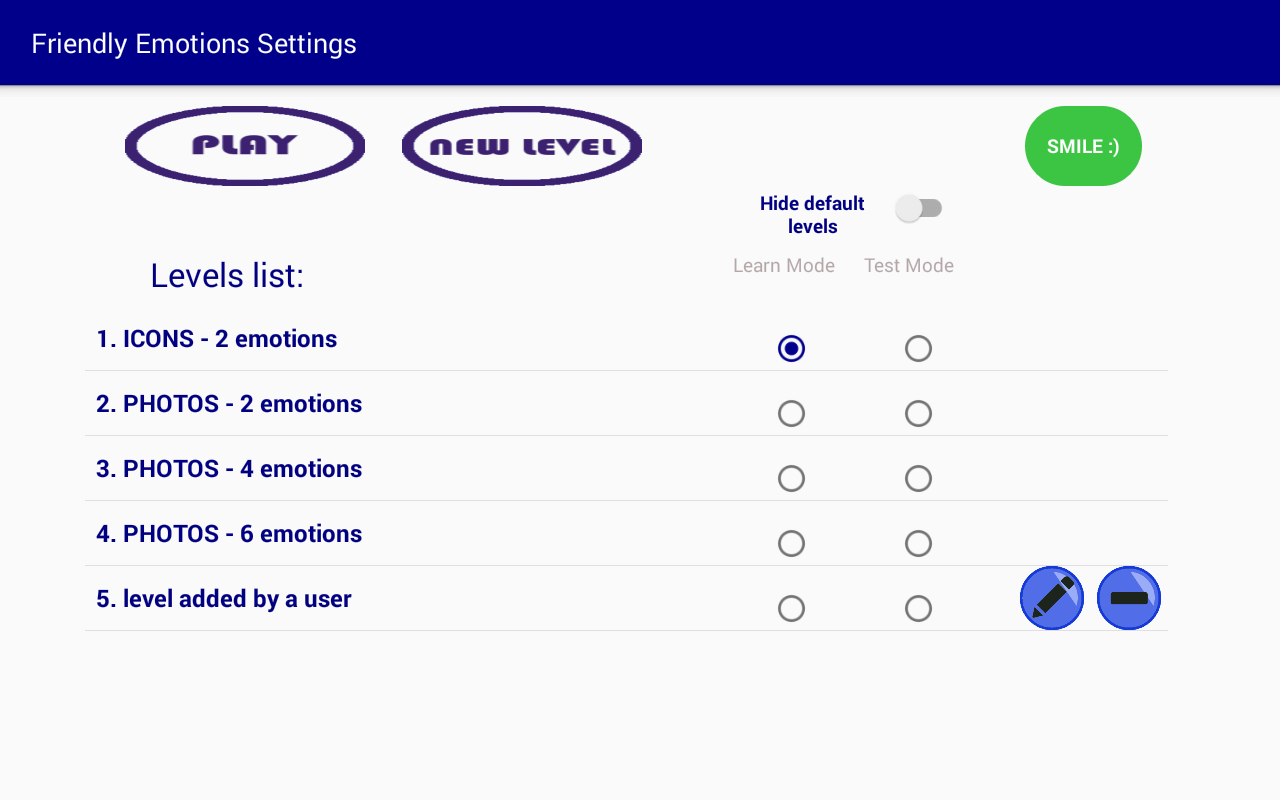 Friendly Emotions Settings
PLAY
NEW LEVEL
SMILE :)
Hide default
levels
Levels list:
Learn Mode
Test Mode
1. ICONS - 2 emotions
2. PHOTOS - 2 emotions
3. PHOTOS - 4 emotions
4. PHOTOS - 6 emotions
5. level added by a user